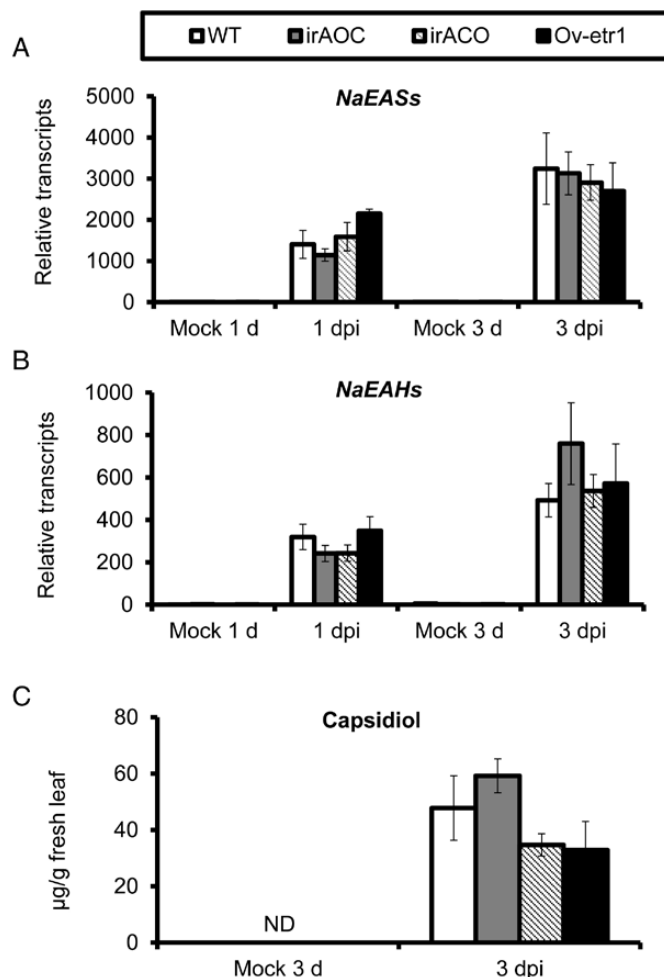 WT irAOC irACO Ov-etr1
A
NaEASs
Relative transcripts
5000
4000
3000
2000
1000
0
Mock 1 d 1 dpi Mock 3 d 3 dpi
B
NaEAHs
Relative transcripts
1000
800
600
400
200
0
Mock 1 d 1 dpi Mock 3 d 3 dpi
C
Capsidiol
µg/g fresh leaf
80
60
40
20
0
ND
Mock 3 d 3 dpi